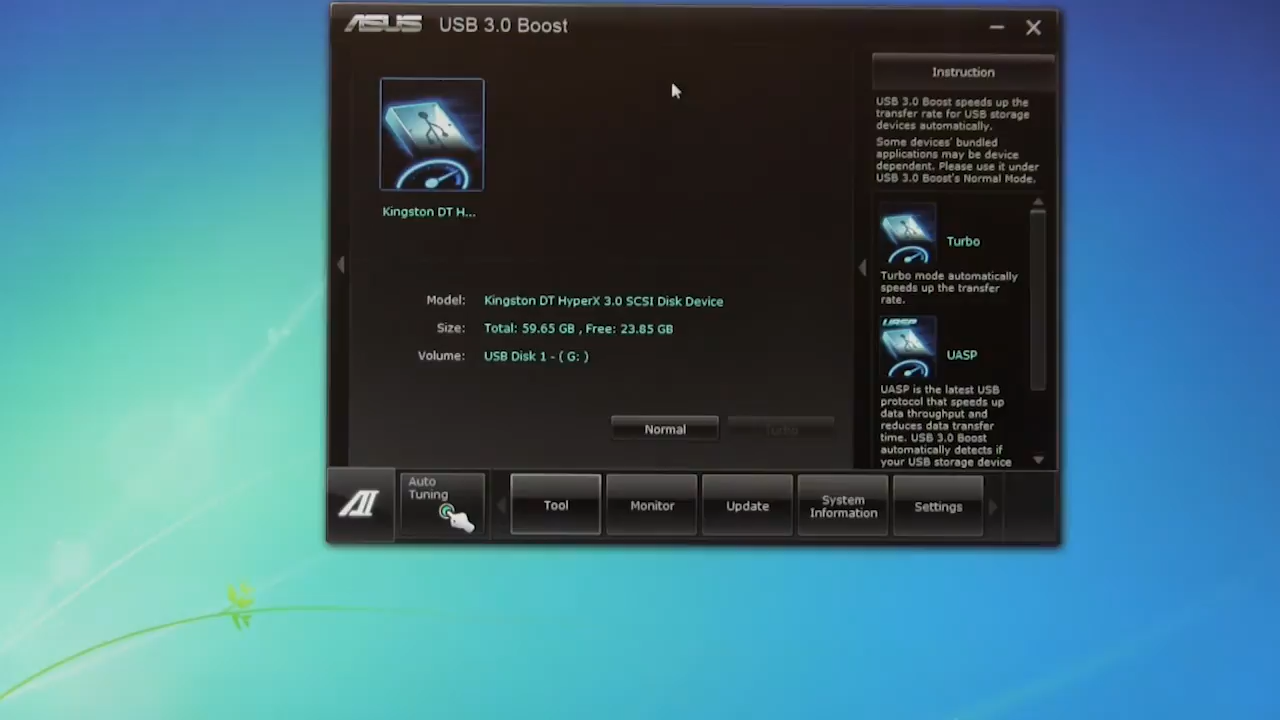 ASUS USB 3.0 Boost
Kingston DT H...
Model: Kingston DT HyperX 3.0 SCSI Disk Device
Size: Total: 59.65 GB , Free: 23.85 GB
Volume: USB Disk 1 - ( G: )
Normal
Turbo
Instruction
USB 3.0 Boost speeds up the
transfer rate for USB storage
devices automatically.
Some devices' bundled
applications may be device
dependent. Please use it under
USB 3.0 Boost's Normal Mode.
Turbo
Turbo mode automatically
speeds up the transfer
rate.
UASP
UASP
UASP is the latest USB
protocol that speeds up
data throughput and
reduces data transfer
time. USB 3.0 Boost
automatically detects if
your USB storage device
Auto
Tuning
Tool
Monitor
Update
System
Information
Settings